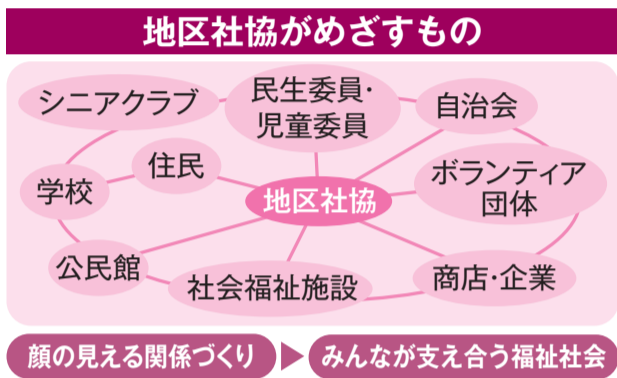 地区社協がめざすもの
シニアクラブ
民生委員・
児童委員
自治会
学校
住民
地区社協
ボランティア
団体
公民館
社会福祉施設
商店・企業
顔の見える関係づくり
みんなが支え合う福祉社会